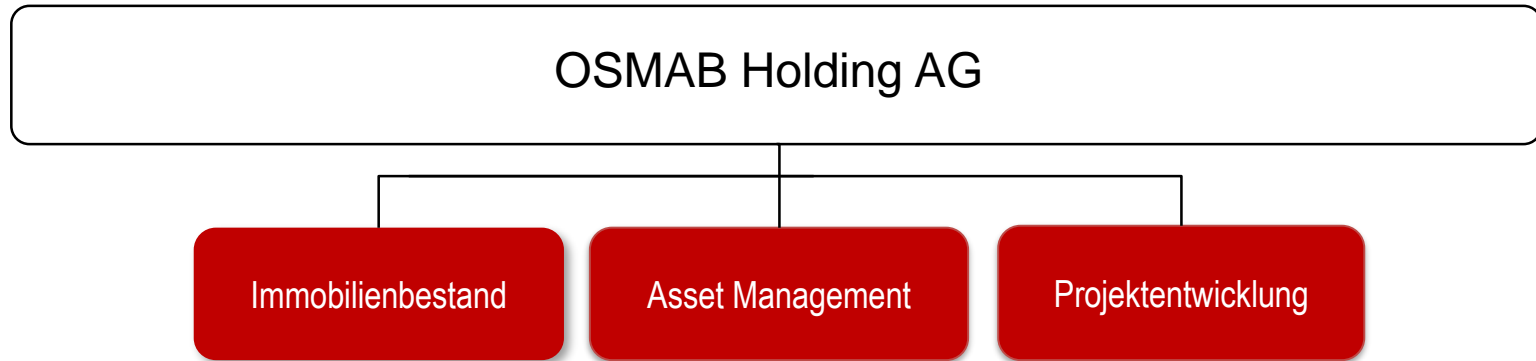 OSMAB Holding AG
Immobilienbestand
Asset Management
Projektentwicklung